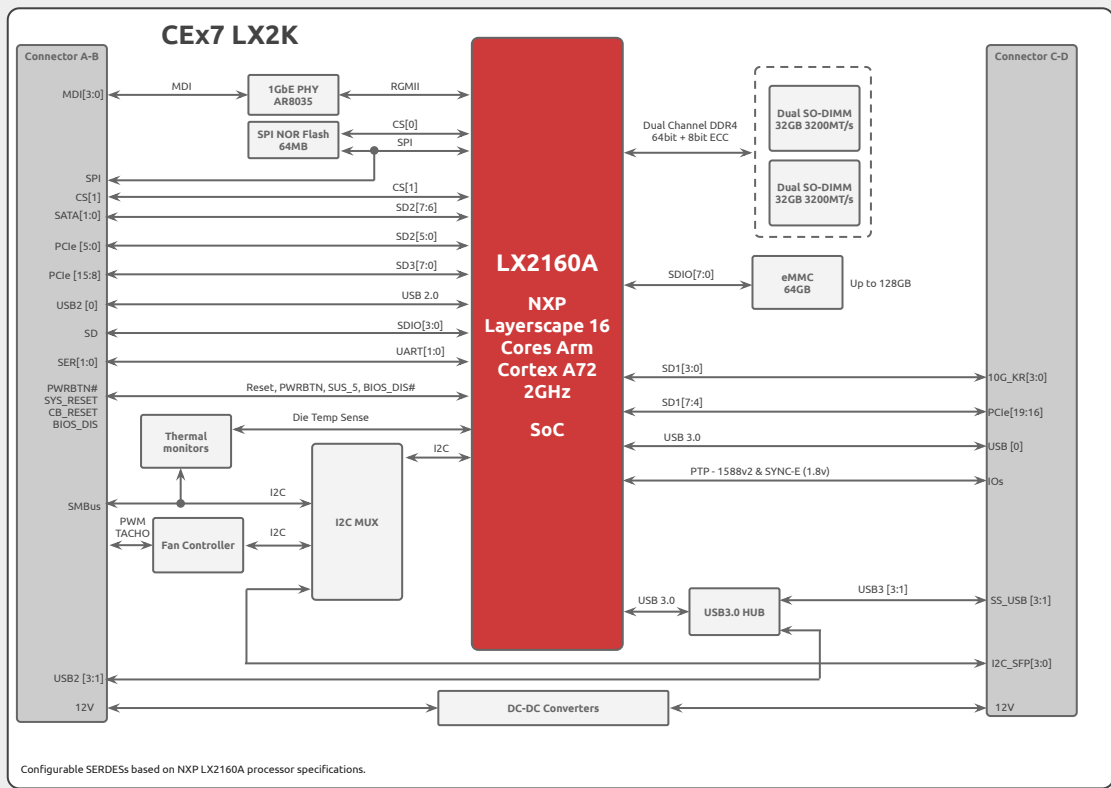 CEx7 LX2K
Connector A-B
Connector C-D
MDI[3:0]
MDI
1GbE PHY
AR8035
RGMII
SPI NOR Flash
64MB
CS[0]
SPI
SPI
CS[1]
CS[1]
SATA[1:0]
SD2[7:6]
PCIe [5:0]
SD2[5:0]
PCIe [15:8]
SD3[7:0]
USB2 [0]
USB 2.0
SD
SDIO[3:0]
SER[1:0]
UART[1:0]
PWRBTN#
SYS_RESET
CB_RESET
BIOS_DIS
Reset, PWRBTN, SUS_5, BIOS_DIS#
Die Temp Sense
Thermal
monitors
I2C
SMBus
I2C
I2C MUX
PWM
TACHO
Fan Controller
I2C
USB2 [3:1]
12V
LX2160A
NXP
Layerscape 16
Cores Arm
Cortex A72
2GHz
SoC
Dual Channel DDR4
64bit + 8bit ECC
Dual SO-DIMM
32GB 3200MT/s
Dual SO-DIMM
32GB 3200MT/s
SDIO[7:0]
eMMC
64GB
Up to 128GB
SD1[3:0]
10G_KR[3:0]
SD1[7:4]
PCIe[19:16]
USB 3.0
USB [0]
PTP - 1588v2 & SYNC-E (1.8v)
IOs
USB 3.0
USB3.0 HUB
USB3 [3:1]
SS_USB [3:1]
I2C_SFP[3:0]
DC-DC Converters
12V
Configurable SERDESs based on NXP LX2160A processor specifications.